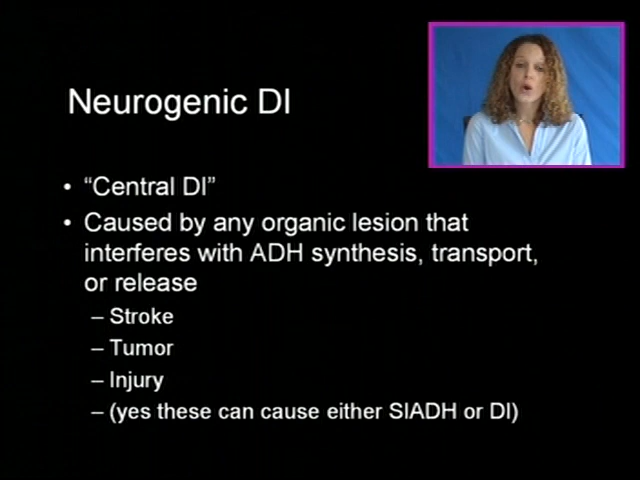 Neurogenic DI
• “Central DI”
• Caused by any organic lesion that
interferes with ADH synthesis, transport,
or release
– Stroke
– Tumor
– Injury
– (yes these can cause either SIADH or DI)